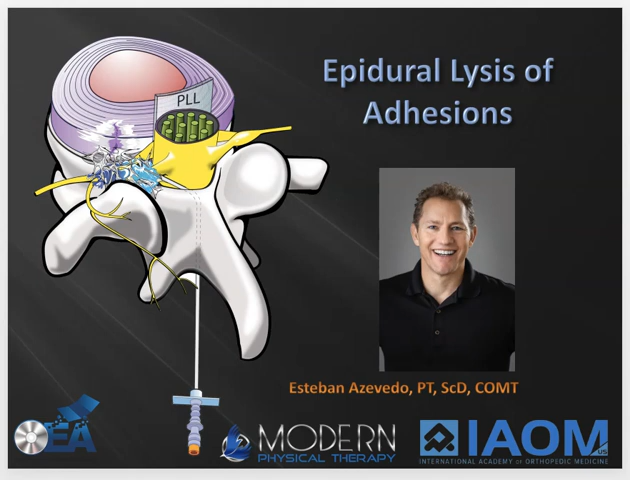 Epidural Lysis of
Adhesions
PLL
Esteban Azevedo, PT, ScD, COMT
EA
MODERN
PHYSICAL THERAPY
IAOM
US
INTERNATIONAL ACADEMY OF ORTHOPEDIC MEDICINE